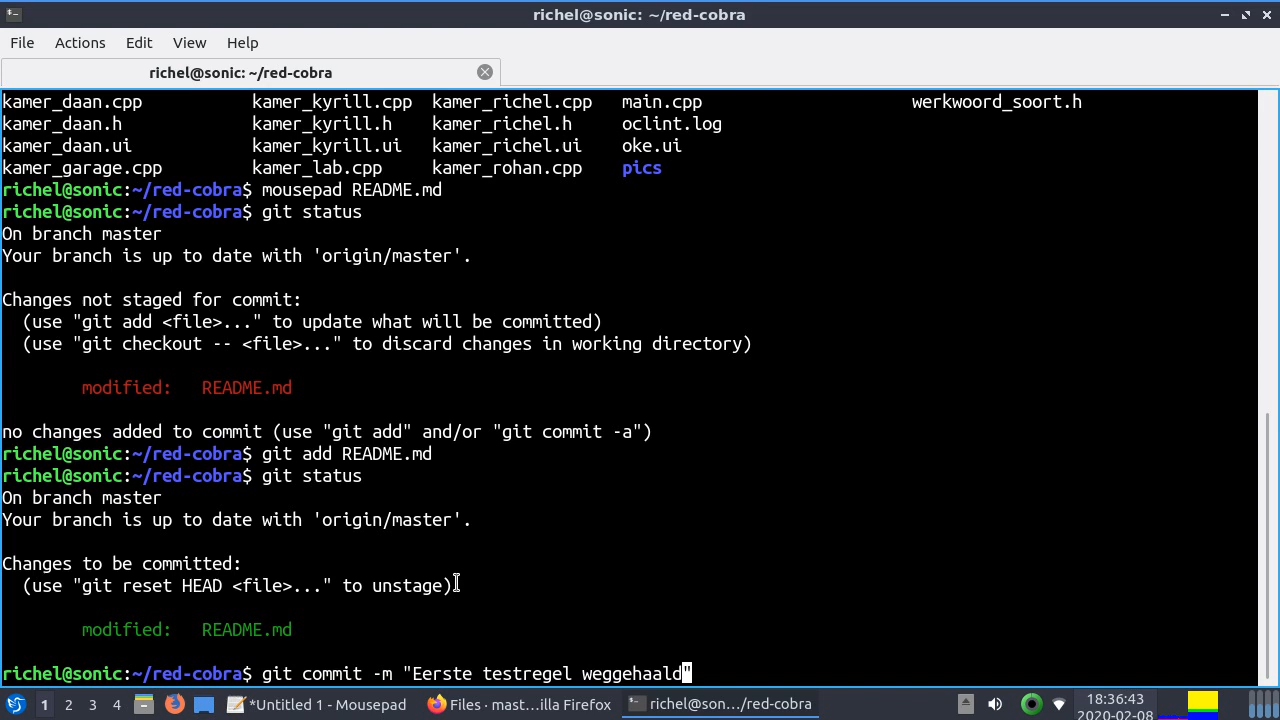 richel@sonic: ~/red-cobra
File Actions Edit View Help
richel@sonic: ~/red-cobra
kamer_daan.cpp kamer_kyrill.cpp kamer_richel.cpp main.cpp werkwoord_soort.h
kamer_daan.h kamer_kyrill.h kamer_richel.h oclint.log
kamer_daan.ui kamer_kyrill.ui kamer_richel.ui oke.ui
kamer_garage.cpp kamer_lab.cpp kamer_rohan.cpp pics
richel@sonic:~/red-cobra$ mousepad README.md
richel@sonic:~/red-cobra$ git status
On branch master
Your branch is up to date with 'origin/master'.
Changes not staged for commit:
(use "git add <file>..." to update what will be committed)
(use "git checkout -- <file>..." to discard changes in working directory)
modified: README.md
no changes added to commit (use "git add" and/or "git commit -a")
richel@sonic:~/red-cobra$ git add README.md
richel@sonic:~/red-cobra$ git status
On branch master
Your branch is up to date with 'origin/master'.
Changes to be committed:
(use "git reset HEAD <file>..." to unstage)
modified: README.md
richel@sonic:~/red-cobra$ git commit -m "Eerste testregel weggehaald"
1 2 3 4 *Untitled 1 - Mousepad Files · mast…illa Firefox richel@son…/red-cobra 18:36:43
2020-02-08